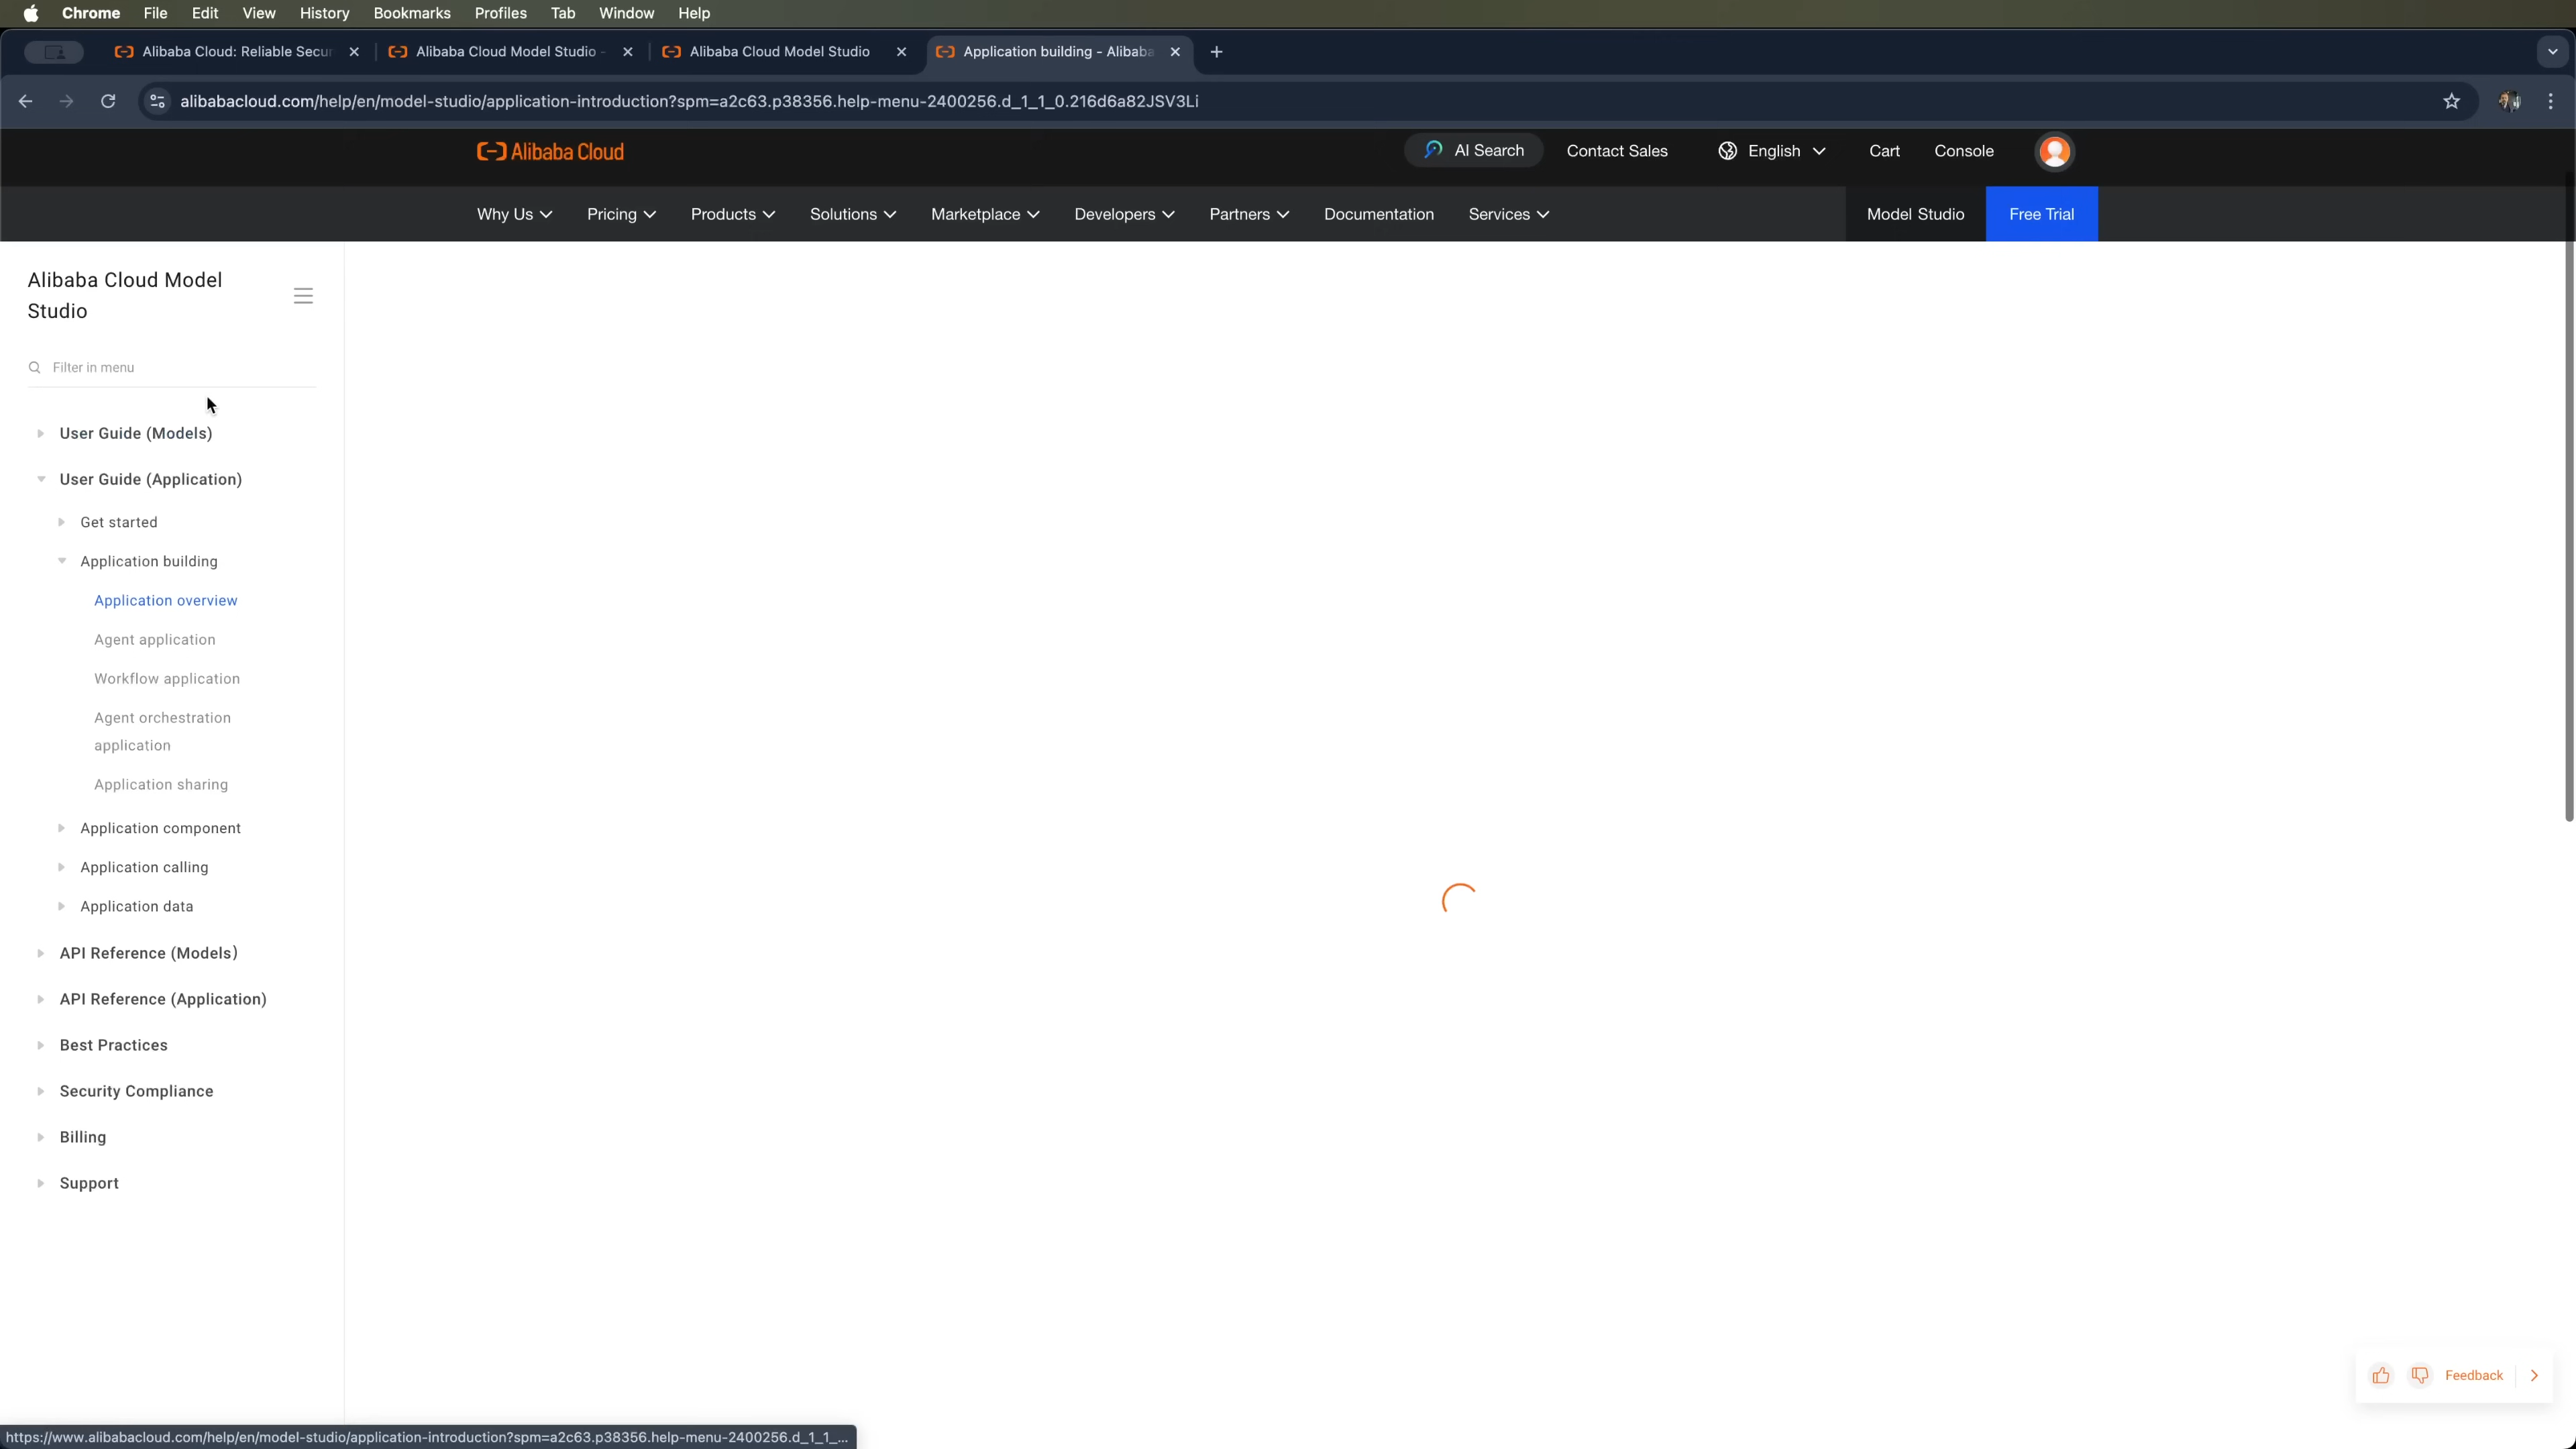 Chrome File Edit View History Bookmarks Profiles Tab Window Help
Alibaba Cloud: Reliable Secur
Alibaba Cloud Model Studio -
Alibaba Cloud Model Studio
Application building - Alibaba
alibabacloud.com/help/en/model-studio/application-introduction?spm=a2c63.p38356.help-menu-2400256.d_1_1_0.216d6a82JSV3Li
Alibaba Cloud
AI Search
Contact Sales
English
Cart
Console
Why Us
Pricing
Products
Solutions
Marketplace
Developers
Partners
Documentation
Services
Model Studio
Free Trial
Alibaba Cloud Model
Studio
Filter in menu
User Guide (Models)
User Guide (Application)
Get started
Application building
Application overview
Agent application
Workflow application
Agent orchestration
application
Application sharing
Application component
Application calling
Application data
API Reference (Models)
API Reference (Application)
Best Practices
Security Compliance
Billing
Support
Feedback
https://www.alibabacloud.com/help/en/model-studio/application-introduction?spm=a2c63.p38356.help-menu-2400256.d_1_1_...